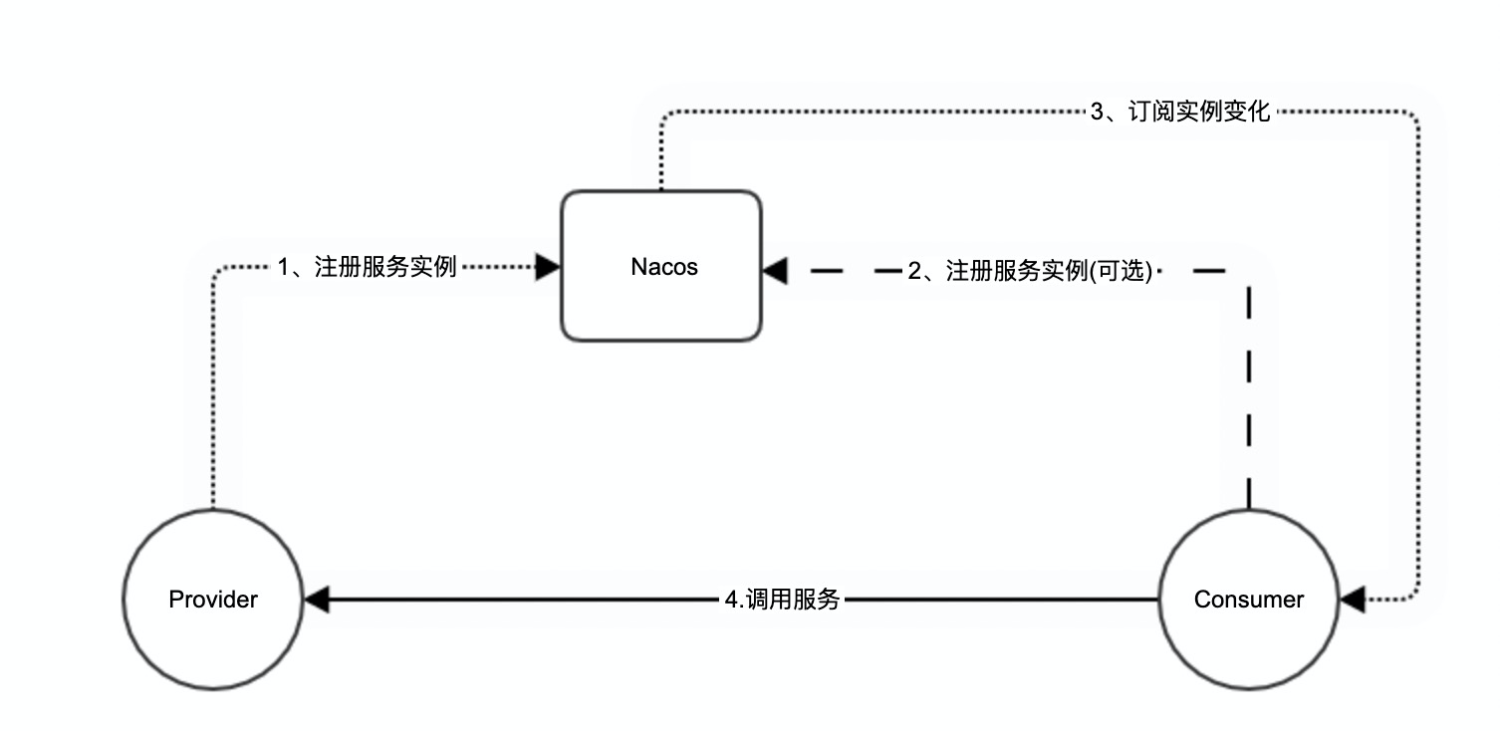 3、订阅实例变化
1、注册服务实例
Nacos
2、注册服务实例(可选)
Provider
4.调用服务
Consumer